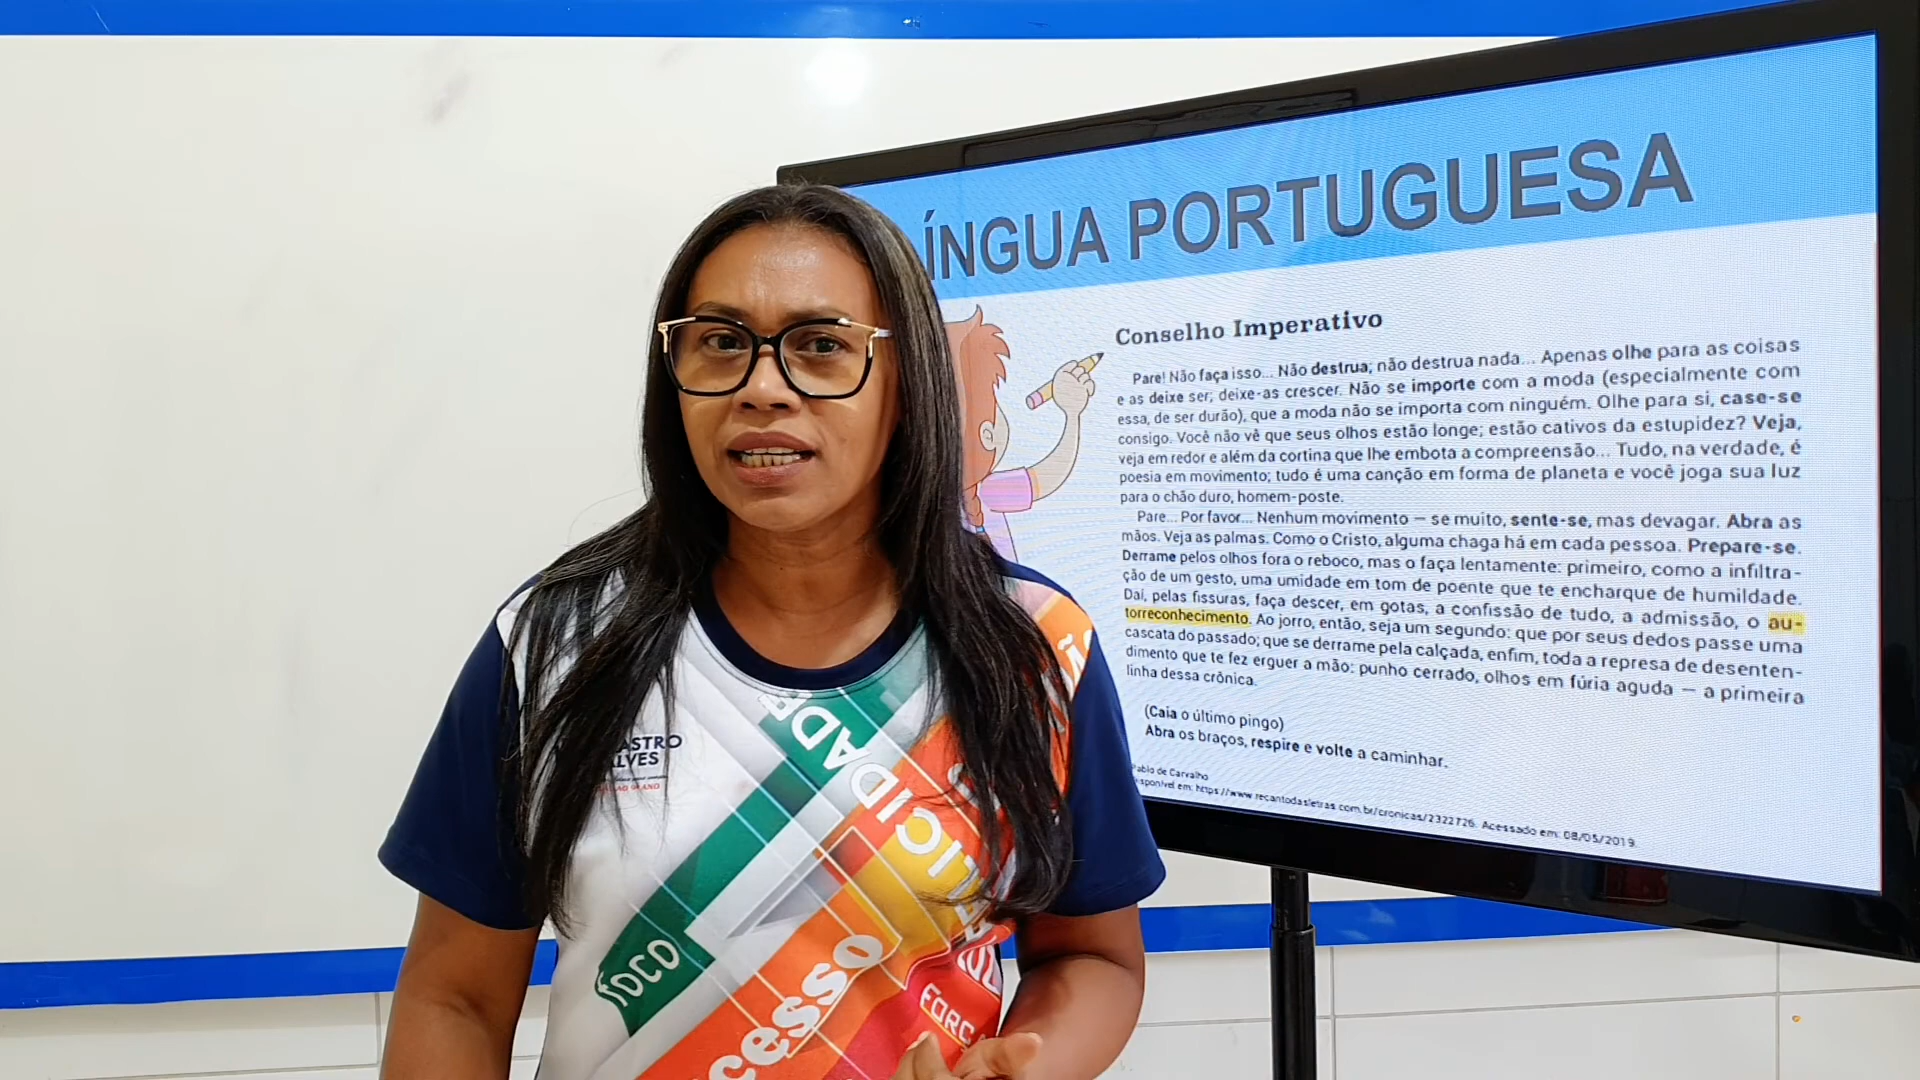 ÍNGUA PORTUGUESA
Conselho Imperativo
Pare! Não faça isso... Não destrua; não destrua nada... Apenas olhe para as coisas
e as deixe ser; deixe-as crescer. Não se importe com a moda (especialmente com
essa, de ser durão), que a moda não se importa com ninguém. Olhe para si, case-se
consigo. Você não vê que seus olhos estão longe; estão cativos da estupidez? Veja,
veja em redor e além da cortina que lhe embota a compreensão... Tudo, na verdade, é
poesia em movimento; tudo é uma canção em forma de planeta e você joga sua luz
para o chão duro, homem-poste.
Pare... Por favor... Nenhum movimento — se muito, sente-se, mas devagar. Abra as
mãos. Veja as palmas. Como o Cristo, alguma chaga há em cada pessoa. Prepare-se.
Derrame pelos olhos fora o reboco, mas o faça lentamente: primeiro, como a infiltra-
ção de um gesto, uma umidade em tom de poente que te encharque de humildade.
Daí, pelas fissuras, faça descer, em gotas, a confissão de tudo, a admissão, o au-
torreconhecimento. Ao jorro, então, seja um segundo: que por seus dedos passe uma
cascata do passado; que se derrame pela calçada, enfim, toda a represa de desenten-
dimento que te fez erguer a mão: punho cerrado, olhos em fúria aguda — a primeira
linha dessa crônica.
(Caia o último pingo)
Abra os braços, respire e volte a caminhar.
Pablo de Carvalho
sponível em: https://www.recantodasletras.com.br/cronicas/2322726. Acessado em: 08/05/2019.
ASTRO
ALVES
9º ANO
foco
cesso
FORÇ